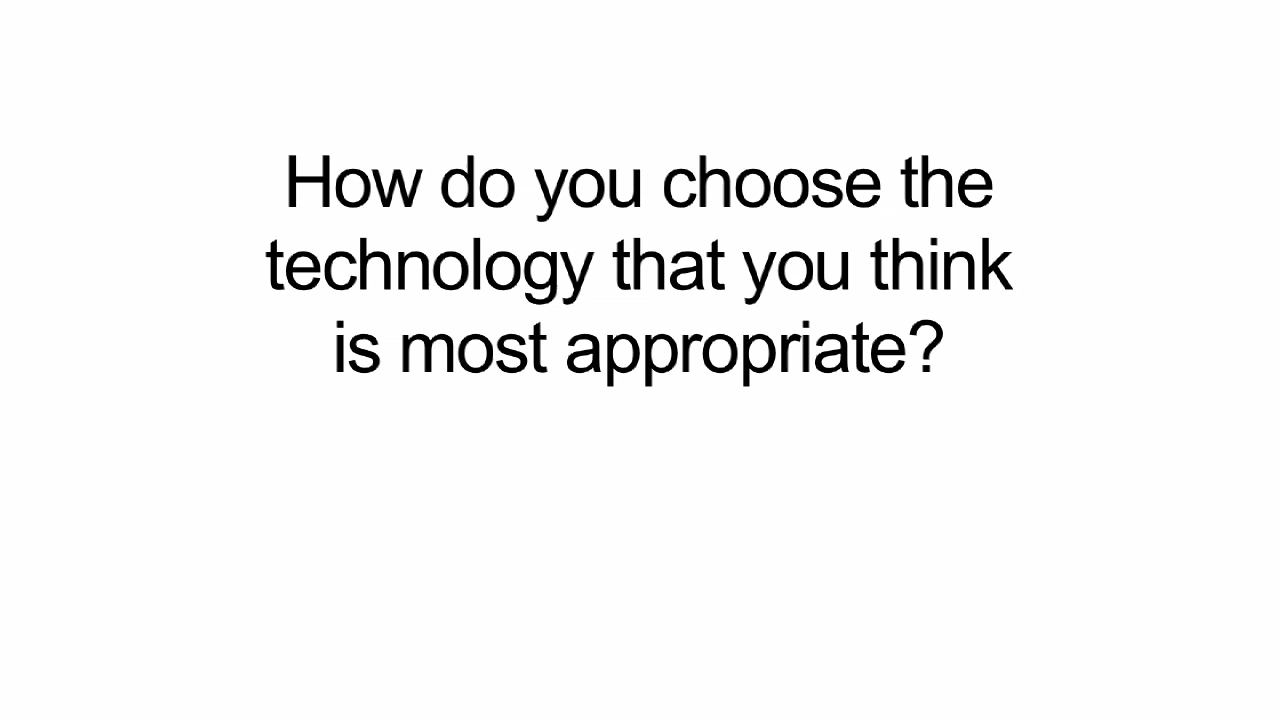 How do you choose the
technology that you think
is most appropriate?